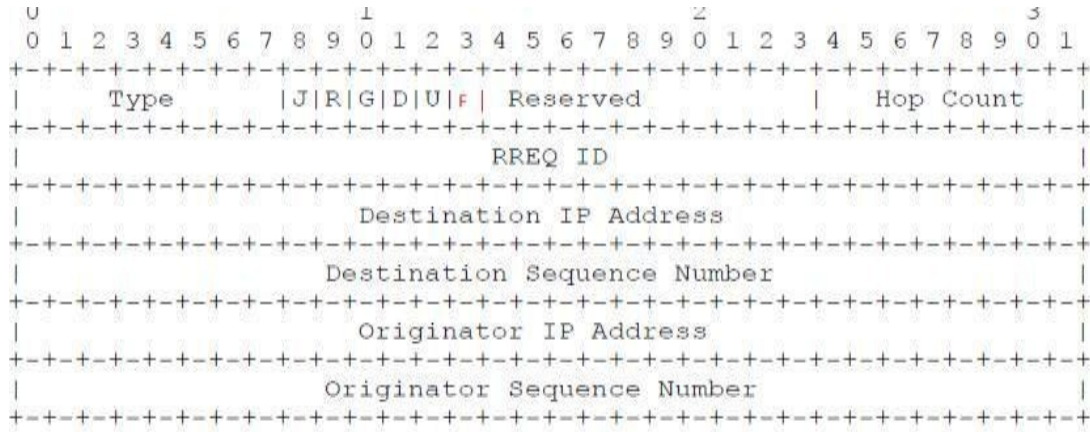 0 1 2 3
0 1 2 3 4 5 6 7 8 9 0 1 2 3 4 5 6 7 8 9 0 1 2 3 4 5 6 7 8 9 0 1
+-+-+-+-+-+-+-+-+-+-+-+-+-+-+-+-+-+-+-+-+-+-+-+-+-+-+-+-+-+-+-+-+
| Type |J|R|G|D|U|F| Reserved | Hop Count |
+-+-+-+-+-+-+-+-+-+-+-+-+-+-+-+-+-+-+-+-+-+-+-+-+-+-+-+-+-+-+-+-+
| RREQ ID |
+-+-+-+-+-+-+-+-+-+-+-+-+-+-+-+-+-+-+-+-+-+-+-+-+-+-+-+-+-+-+-+-+
| Destination IP Address |
+-+-+-+-+-+-+-+-+-+-+-+-+-+-+-+-+-+-+-+-+-+-+-+-+-+-+-+-+-+-+-+-+
| Destination Sequence Number |
+-+-+-+-+-+-+-+-+-+-+-+-+-+-+-+-+-+-+-+-+-+-+-+-+-+-+-+-+-+-+-+-+
| Originator IP Address |
+-+-+-+-+-+-+-+-+-+-+-+-+-+-+-+-+-+-+-+-+-+-+-+-+-+-+-+-+-+-+-+-+
| Originator Sequence Number |
+-+-+-+-+-+-+-+-+-+-+-+-+-+-+-+-+-+-+-+-+-+-+-+-+-+-+-+-+-+-+-+-+